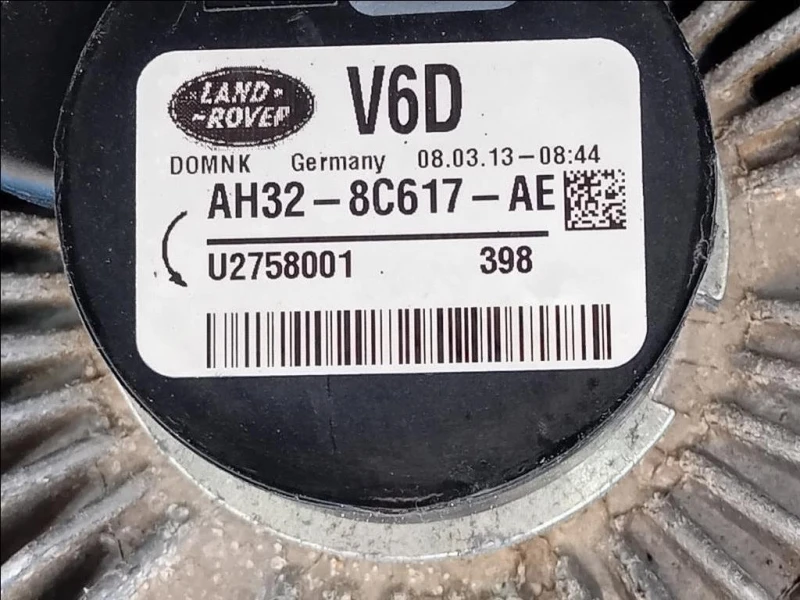 LAND-
-ROVER
V6D
DOMNK Germany 08.03.13-08:44
AH32-8C617-AE
U2758001 398